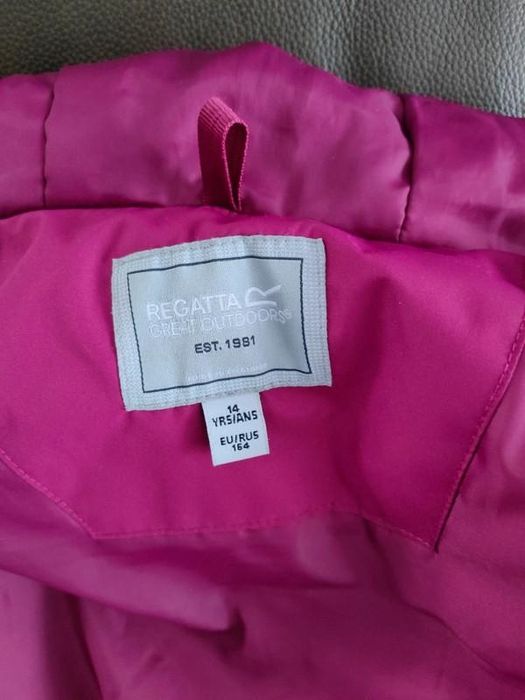 REGATTA
GREAT OUTDOORS
EST. 1981
14
YRS/ANS
EU/RUS
164